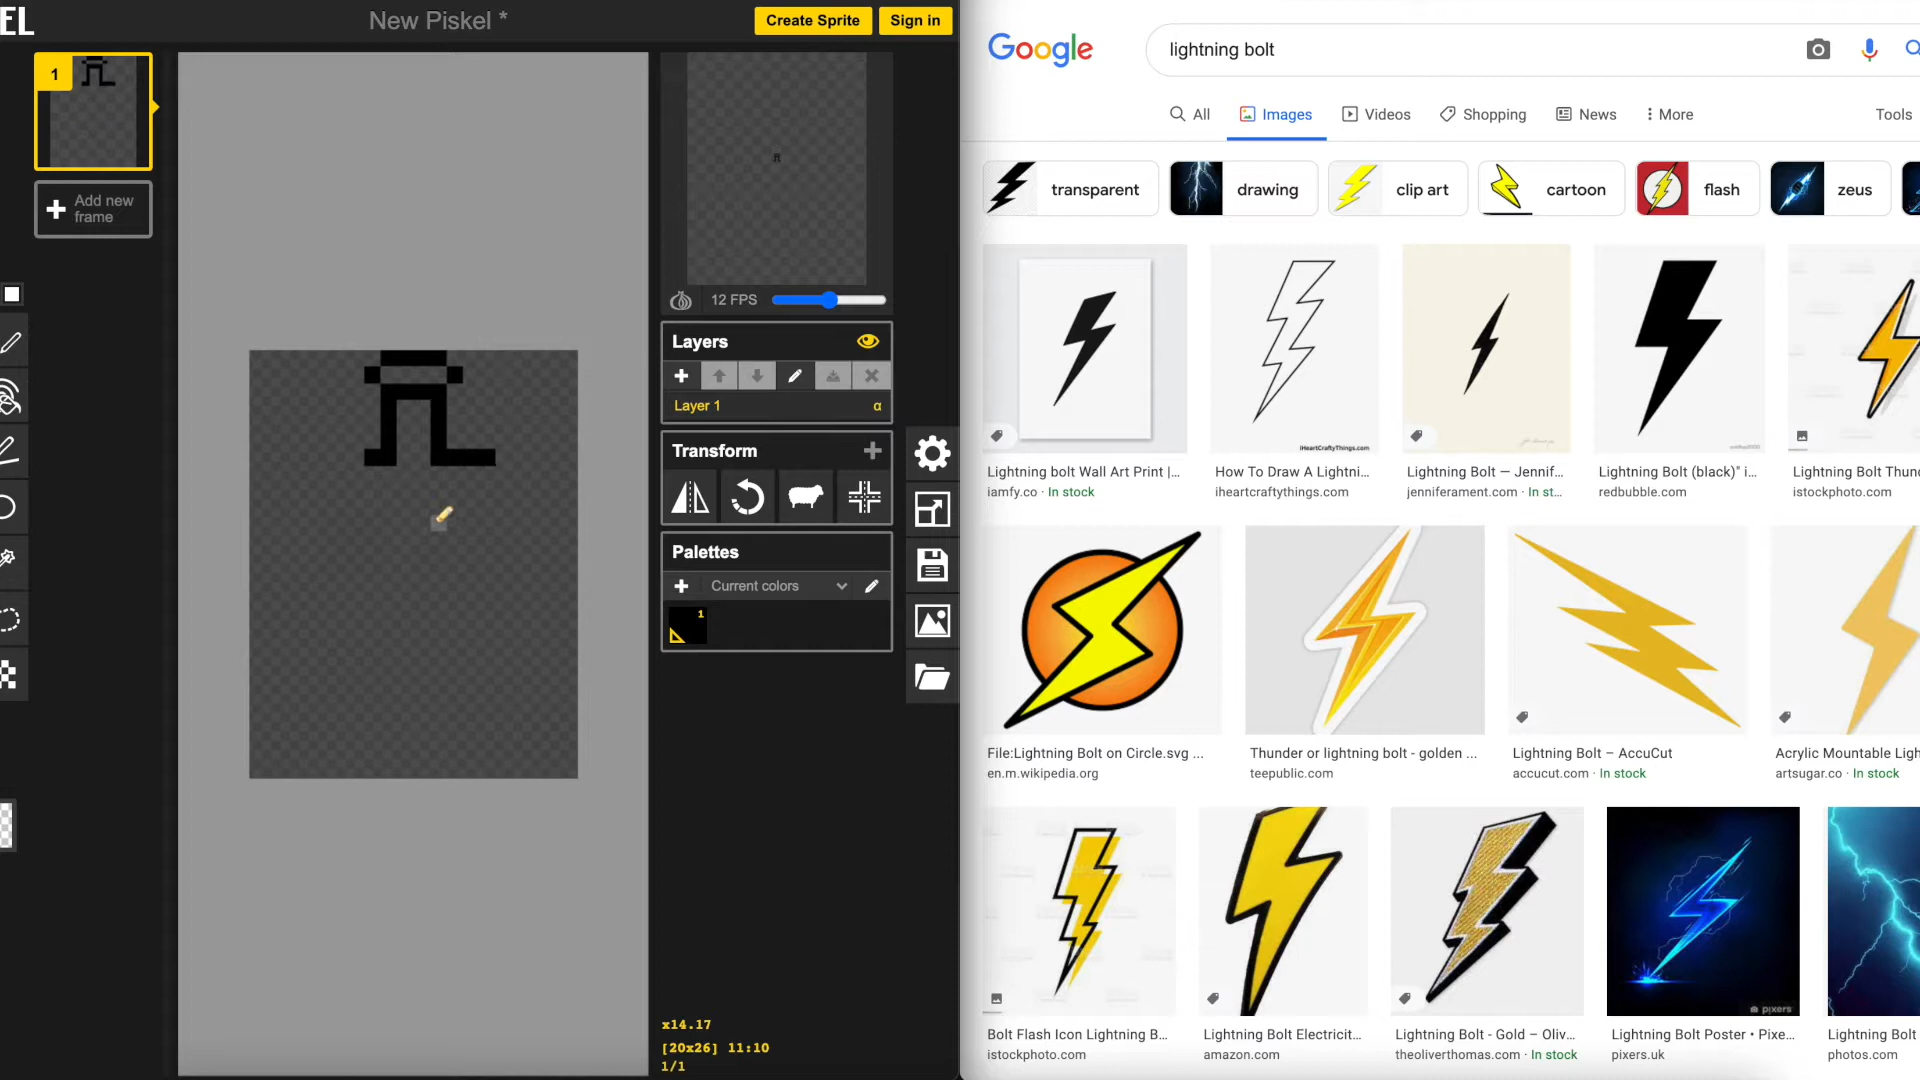 EL
New Piskel *
Create Sprite
Sign in
1
Add new
frame
12 FPS
Layers
Layer 1
α
Transform
Palettes
Current colors
1
x14.17
[20x26] 11:10
1/1
Google
lightning bolt
All
Images
Videos
Shopping
News
More
Tools
transparent
drawing
clip art
cartoon
flash
zeus
iHeartCraftyThings.com
Lightning bolt Wall Art Print |...
iamfy.co · In stock
How To Draw A Lightni...
iheartcraftythings.com
Lightning Bolt — Jennif...
jenniferament.com · In st...
Lightning Bolt (black)" i...
redbubble.com
Lightning Bolt Thun
istockphoto.com
File:Lightning Bolt on Circle.svg ...
en.m.wikipedia.org
Thunder or lightning bolt - golden ...
teepublic.com
Lightning Bolt – AccuCut
accucut.com · In stock
Acrylic Mountable Ligh
artsugar.co · In stock
pixers
Bolt Flash Icon Lightning B...
istockphoto.com
Lightning Bolt Electricit...
amazon.com
Lightning Bolt - Gold – Oliv...
theoliverthomas.com · In stock
Lightning Bolt Poster • Pixe...
pixers.uk
Lightning Bolt
photos.com